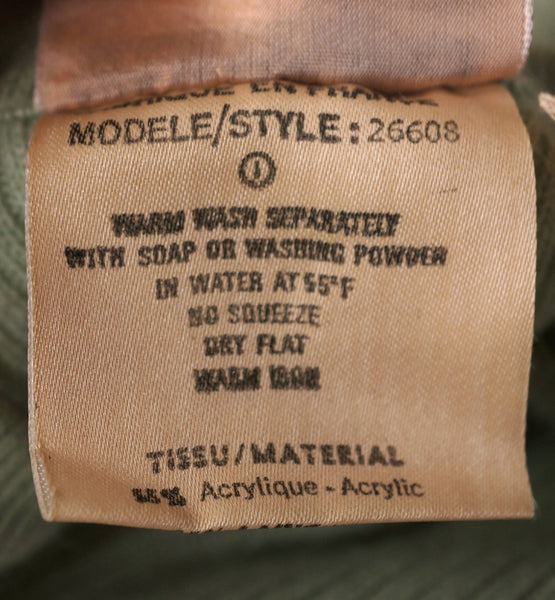 MODELE/STYLE: 26608
WARM WASH SEPARATELY
WITH SOAP OR WASHING POWDER
IN WATER AT 55°F
NO SQUEEZE
DRY FLAT
WARM IRON
TISSU/MATERIAL
Acrylique - Acrylic